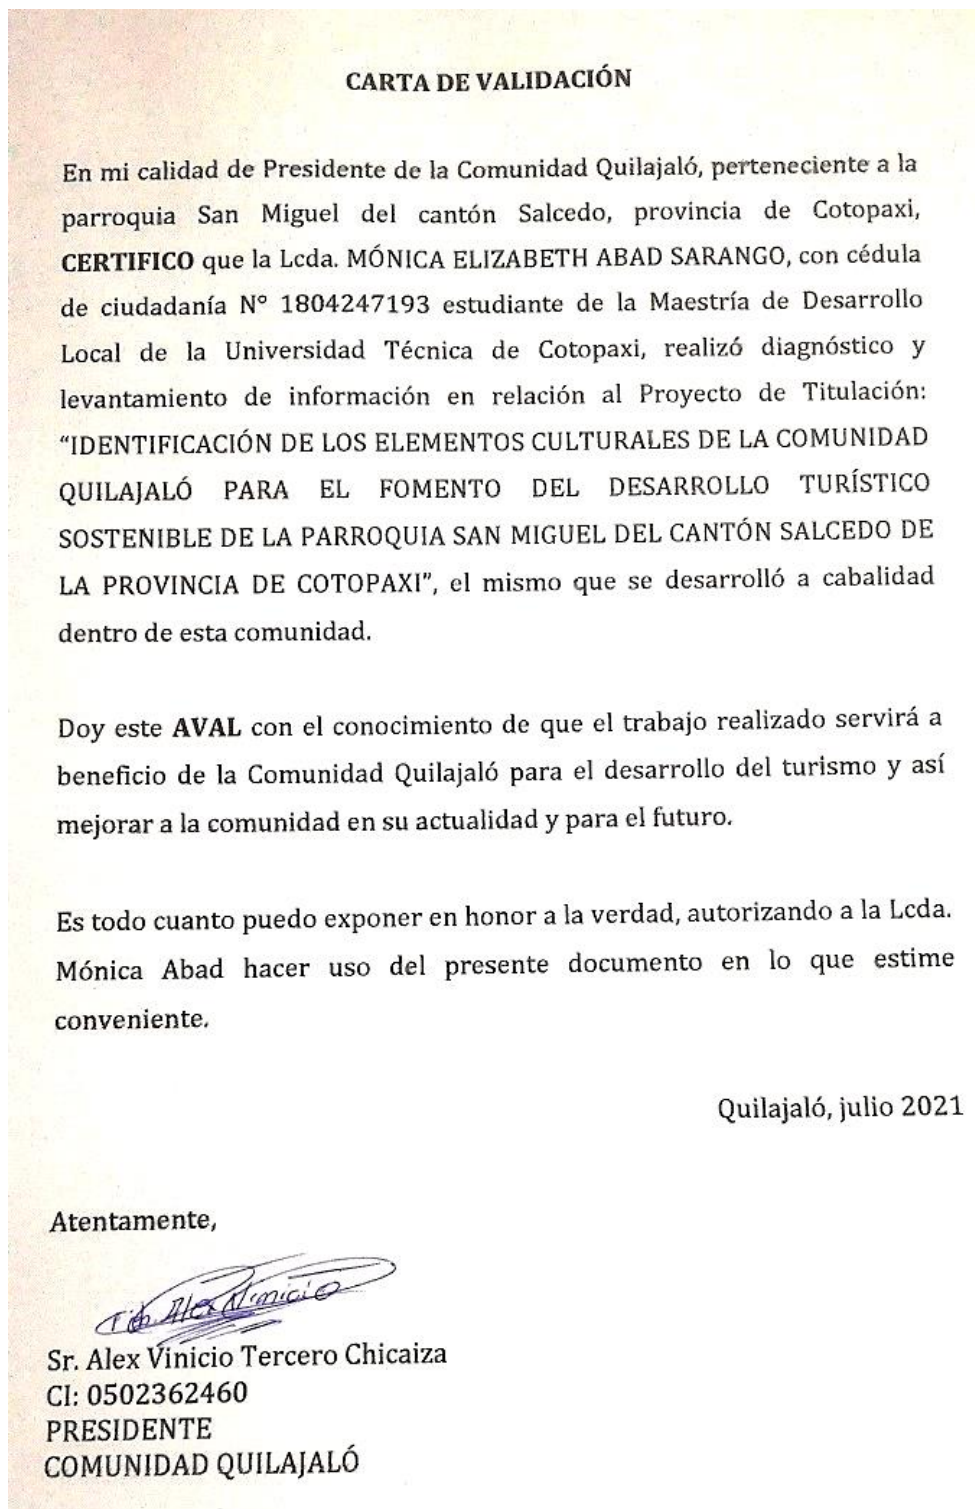 CARTA DE VALIDACIÓN
En mi calidad de Presidente de la Comunidad Quilajaló, perteneciente a la
parroquia San Miguel del cantón Salcedo, provincia de Cotopaxi,
CERTIFICO que la Lcda. MÓNICA ELIZABETH ABAD SARANGO, con cédula
de ciudadanía N° 1804247193 estudiante de la Maestría de Desarrollo
Local de la Universidad Técnica de Cotopaxi, realizó diagnóstico y
levantamiento de información en relación al Proyecto de Titulación:
“IDENTIFICACIÓN DE LOS ELEMENTOS CULTURALES DE LA COMUNIDAD
QUILAJALÓ PARA EL FOMENTO DEL DESARROLLO TURÍSTICO
SOSTENIBLE DE LA PARROQUIA SAN MIGUEL DEL CANTÓN SALCEDO DE
LA PROVINCIA DE COTOPAXI”, el mismo que se desarrolló a cabalidad
dentro de esta comunidad.
Doy este AVAL con el conocimiento de que el trabajo realizado servirá a
beneficio de la Comunidad Quilajaló para el desarrollo del turismo y así
mejorar a la comunidad en su actualidad y para el futuro.
Es todo cuanto puedo exponer en honor a la verdad, autorizando a la Lcda.
Mónica Abad hacer uso del presente documento en lo que estime
conveniente.
Quilajaló, julio 2021
Atentamente,
Alex Vinicio
Sr. Alex Vinicio Tercero Chicaiza
CI: 0502362460
PRESIDENTE
COMUNIDAD QUILAJALÓ